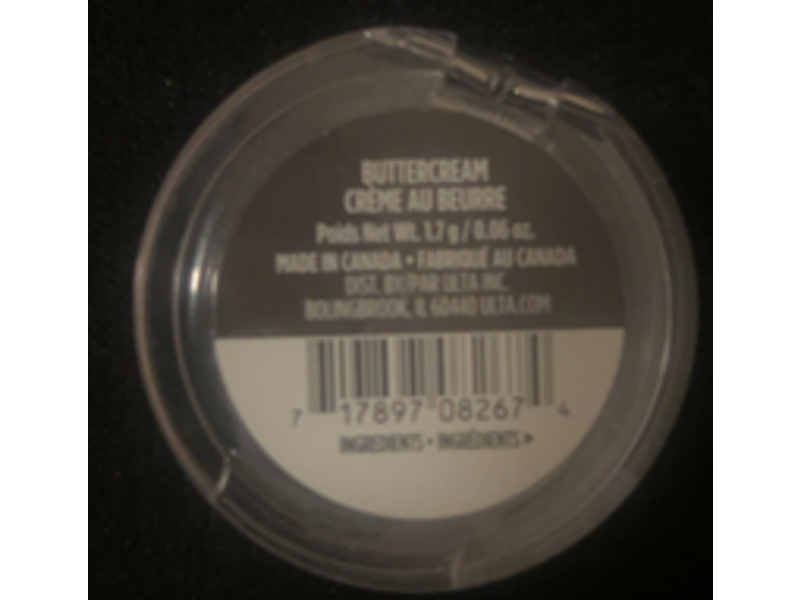 BUTTERCREAM
CRÈME AU BEURRE
Poids Net Wt. 1.7 g / 0.06 oz.
MADE IN CANADA • FABRIQUÉ AU CANADA
DIST. BY/PAR ULTA INC.
BOLINGBROOK, IL 60440 ULTA.COM
7 17897 08267 4
INGREDIENTS • INGRÉDIENTS ▶